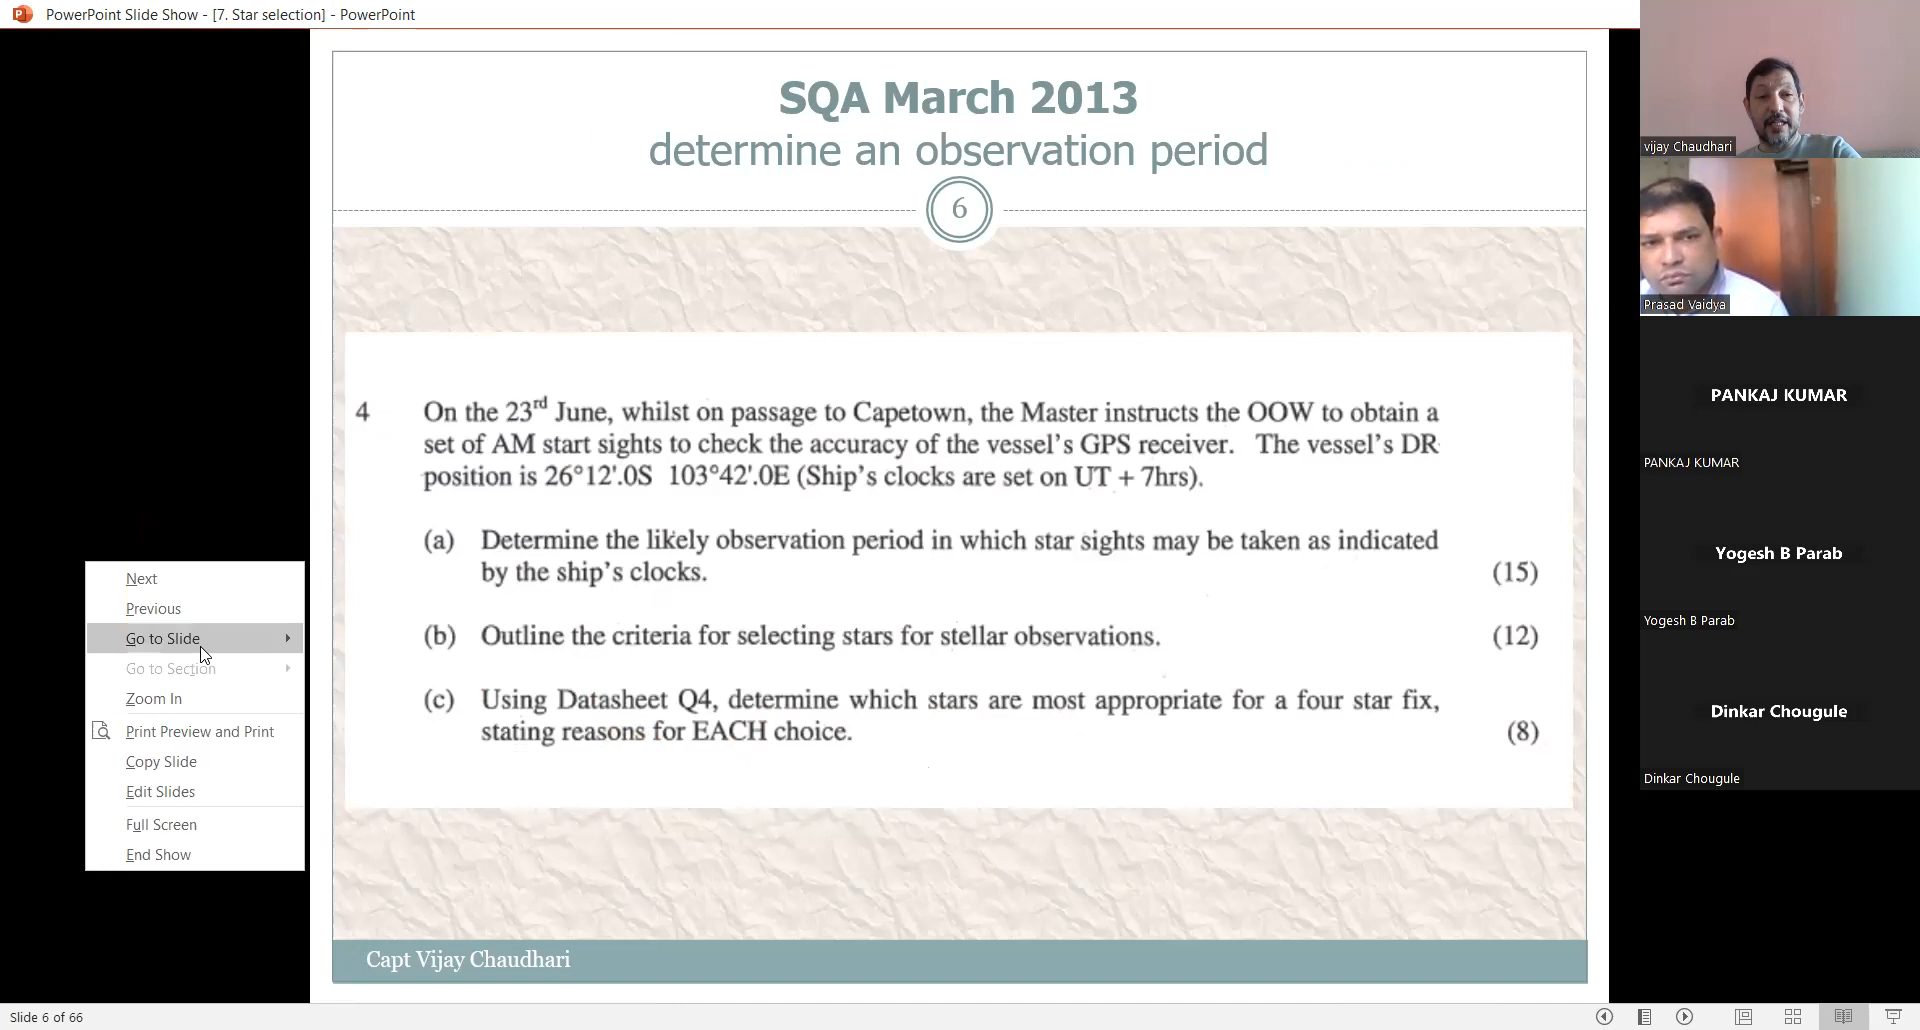 PowerPoint Slide Show - [7. Star selection] - PowerPoint
SQA March 2013
determine an observation period
6
4 On the 23rd June, whilst on passage to Capetown, the Master instructs the OOW to obtain a
set of AM start sights to check the accuracy of the vessel's GPS receiver. The vessel's DR
position is 26°12'.0S 103°42'.0E (Ship's clocks are set on UT + 7hrs).
(a) Determine the likely observation period in which star sights may be taken as indicated
by the ship's clocks. (15)
(b) Outline the criteria for selecting stars for stellar observations. (12)
(c) Using Datasheet Q4, determine which stars are most appropriate for a four star fix,
stating reasons for EACH choice. (8)
Capt Vijay Chaudhari
Next
Previous
Go to Slide
Go to Section
Zoom In
Print Preview and Print
Copy Slide
Edit Slides
Full Screen
End Show
Slide 6 of 66
vijay Chaudhari
Prasad Vaidya
PANKAJ KUMAR
PANKAJ KUMAR
Yogesh B Parab
Yogesh B Parab
Dinkar Chougule
Dinkar Chougule